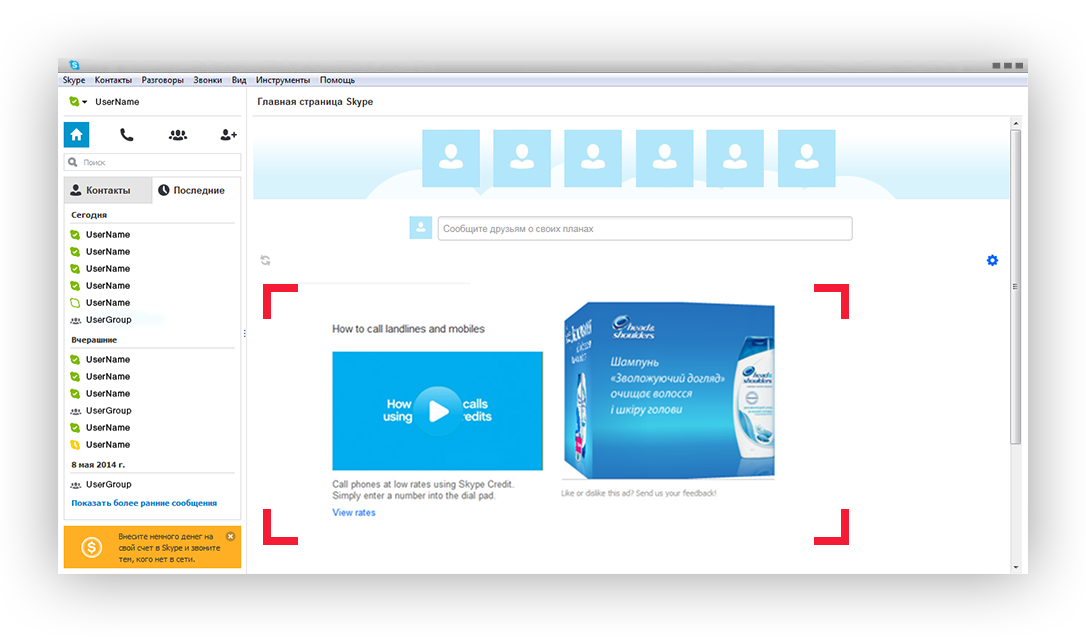 Skype Контакты Разговоры Звонки Вид Инструменты Помощь
UserName
Поиск
Контакты Последние
Сегодня
UserName
UserName
UserName
UserName
UserName
UserGroup
Вчерашние
UserName
UserName
UserName
UserGroup
UserName
UserName
8 мая 2014 г.
UserGroup
Показать более ранние сообщения
Внесите немного денег на
свой счет в Skype и звоните
тем, кого нет в сети.
Главная страница Skype
Сообщите друзьям о своих планах
How to call landlines and mobiles
How calls
using redits
Call phones at low rates using Skype Credit.
Simply enter a number into the dial pad.
View rates
head&
shoulders
Шампунь
«Зволожуючий догляд»
очищає волосся
і шкіру голови
head&
shoulders
Like or dislike this ad? Send us your feedback!